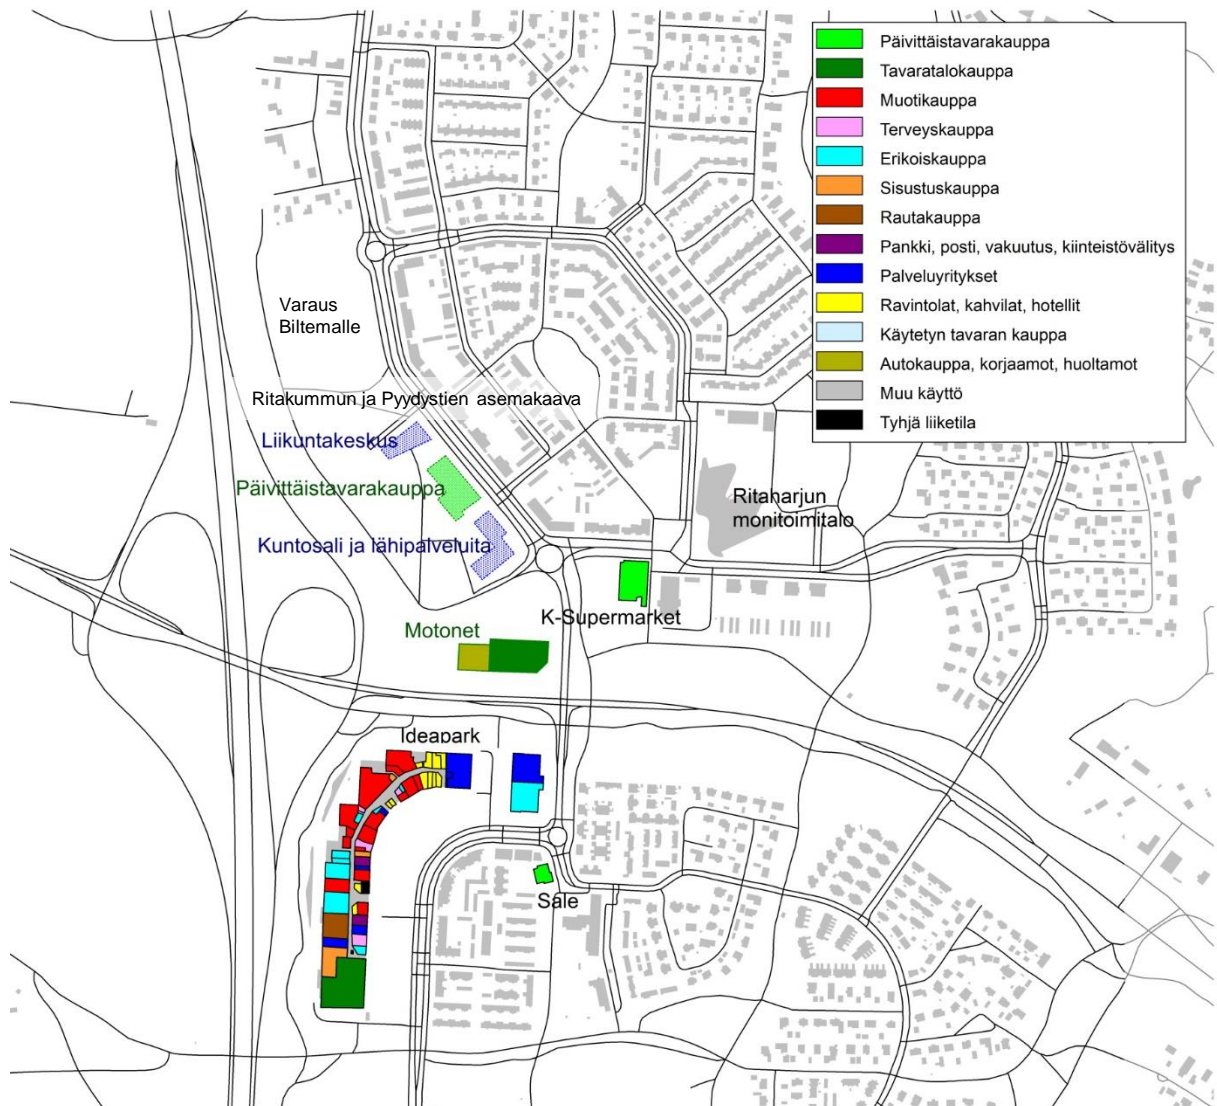 Päivittäistavarakauppa
Tavaratalokauppa
Muotikauppa
Terveyskauppa
Erikoiskauppa
Sisustuskauppa
Rautakauppa
Pankki, posti, vakuutus, kiinteistövälitys
Palveluyritykset
Ravintolat, kahvilat, hotellit
Käytetyn tavaran kauppa
Autokauppa, korjaamot, huoltamot
Muu käyttö
Tyhjä liiketila
Varaus
Biltemalle
Ritakummun ja Pyydystien asemakaava
Liikuntakeskus
Päivittäistavarakauppa
Kuntosali ja lähipalveluita
Ritaharjun
monitoimitalo
K-Supermarket
Motonet
Ideapark
Sale